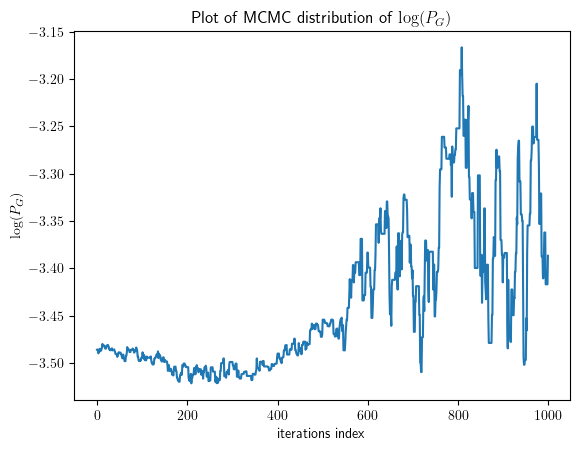 Plot of MCMC distribution of log(P_G)
log(P_G)
−3.15
−3.20
−3.25
−3.30
−3.35
−3.40
−3.45
−3.50
0 200 400 600 800 1000
iterations index